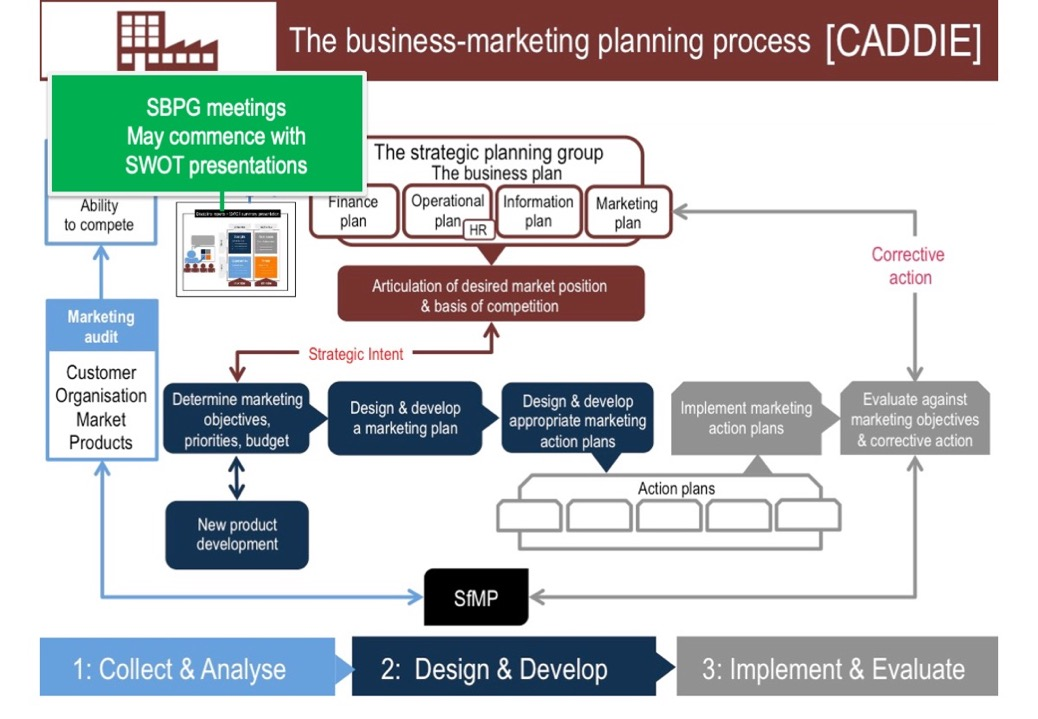 The business-marketing planning process [CADDIE]
SBPG meetings
May commence with
SWOT presentations
The strategic planning group
The business plan
Finance
plan
Operational
plan
HR
Information
plan
Marketing
plan
Ability
to compete
Corrective
action
Articulation of desired market position
& basis of competition
Marketing
audit
Customer
Organisation
Market
Products
Strategic Intent
Determine marketing
objectives,
priorities, budget
Design & develop
a marketing plan
Design & develop
appropriate marketing
action plans
Implement marketing
action plans
Evaluate against
marketing objectives
& corrective action
Action plans
New product
development
SfMP
1: Collect & Analyse
2: Design & Develop
3: Implement & Evaluate